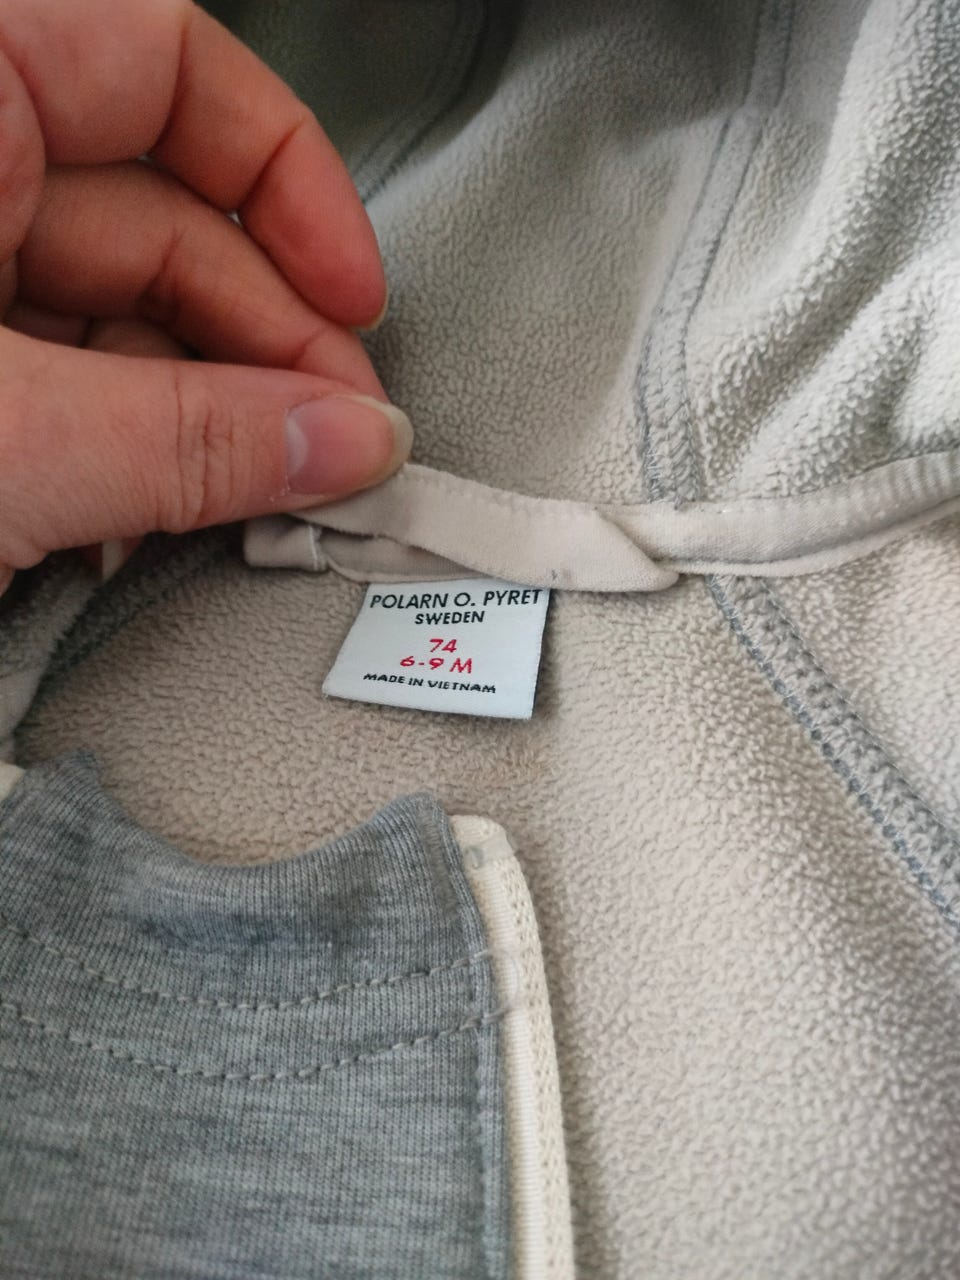 POLARN O. PYRET
SWEDEN
74
6-9 M
MADE IN VIETNAM